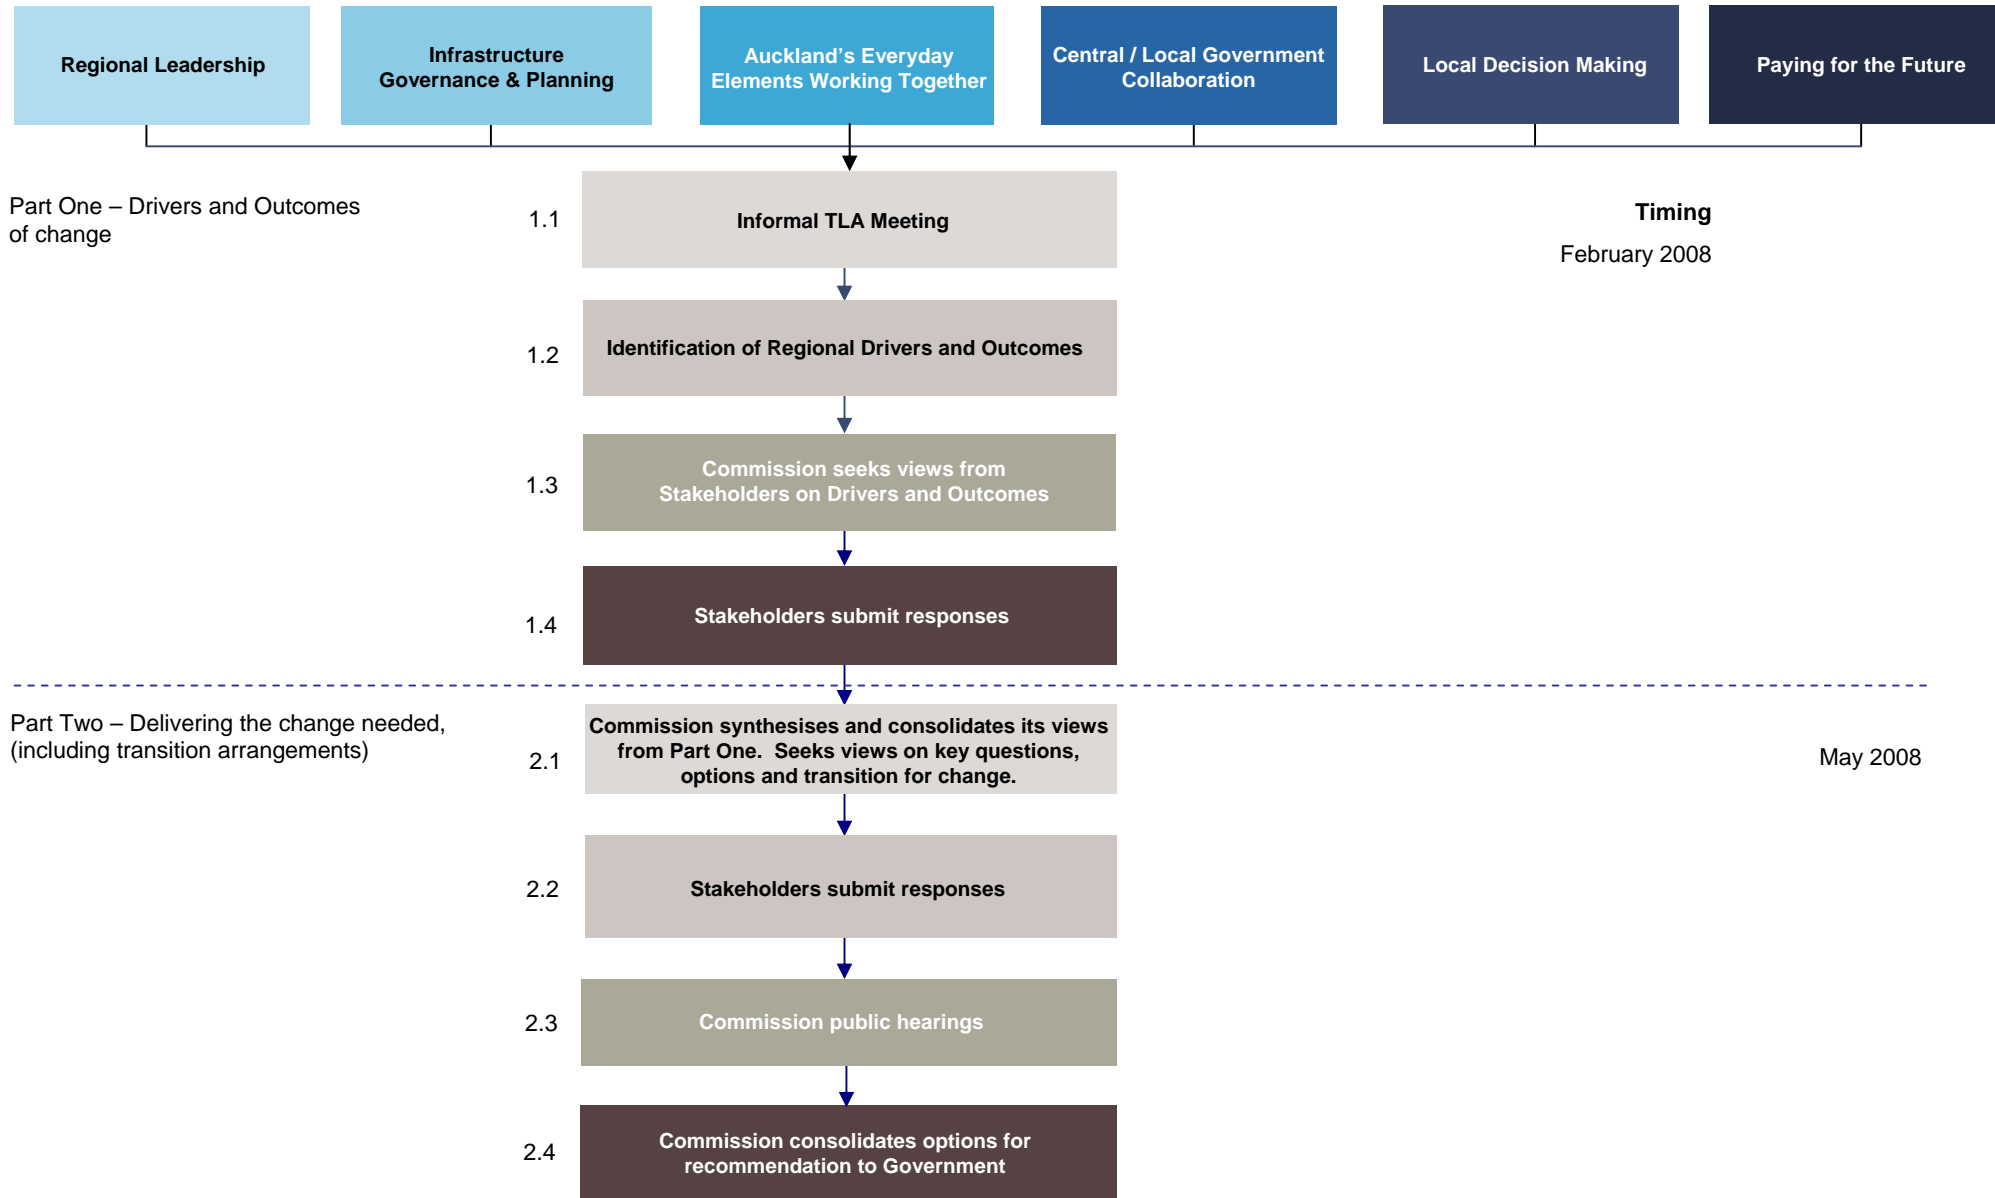 Regional Leadership
Infrastructure
Governance & Planning
Auckland’s Everyday
Elements Working Together
Central / Local Government
Collaboration
Local Decision Making
Paying for the Future
Part One – Drivers and Outcomes
of change
1.1
Informal TLA Meeting
Timing
February 2008
1.2
Identification of Regional Drivers and Outcomes
1.3
Commission seeks views from
Stakeholders on Drivers and Outcomes
1.4
Stakeholders submit responses
Part Two – Delivering the change needed,
(including transition arrangements)
2.1
Commission synthesises and consolidates its views
from Part One.  Seeks views on key questions,
options and transition for change.
May 2008
2.2
Stakeholders submit responses
2.3
Commission public hearings
2.4
Commission consolidates options for
recommendation to Government